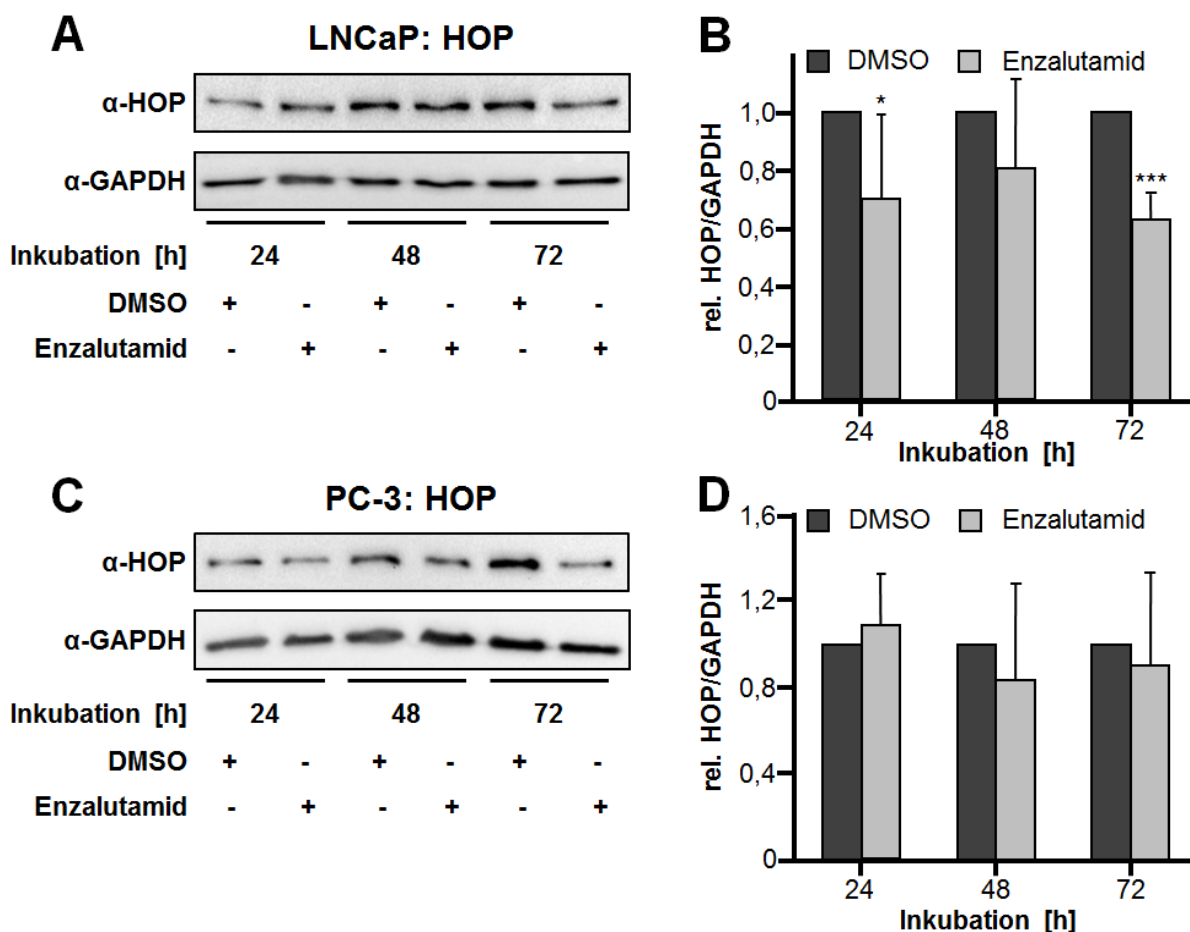 A
LNCaP: HOP
α-HOP
α-GAPDH
Inkubation [h] 24 48 72
DMSO + - + - + -
Enzalutamid - + - + - +
B
DMSO Enzalutamid
rel. HOP/GAPDH
1,0
0,8
0,6
0,4
0,2
0
*
***
24 48 72
Inkubation [h]
C
PC-3: HOP
α-HOP
α-GAPDH
Inkubation [h] 24 48 72
DMSO + - + - + -
Enzalutamid - + - + - +
D
DMSO Enzalutamid
rel. HOP/GAPDH
1,6
1,2
0,8
0,4
0
24 48 72
Inkubation [h]